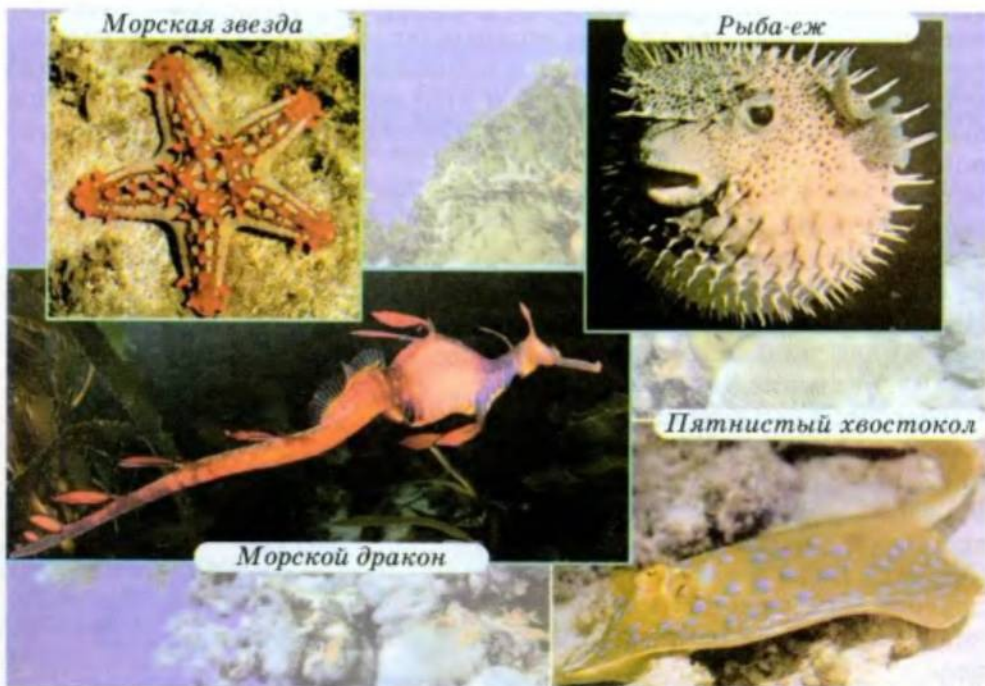 Морская звезда
Рыба-еж
Пятнистый хвостокол
Морской дракон